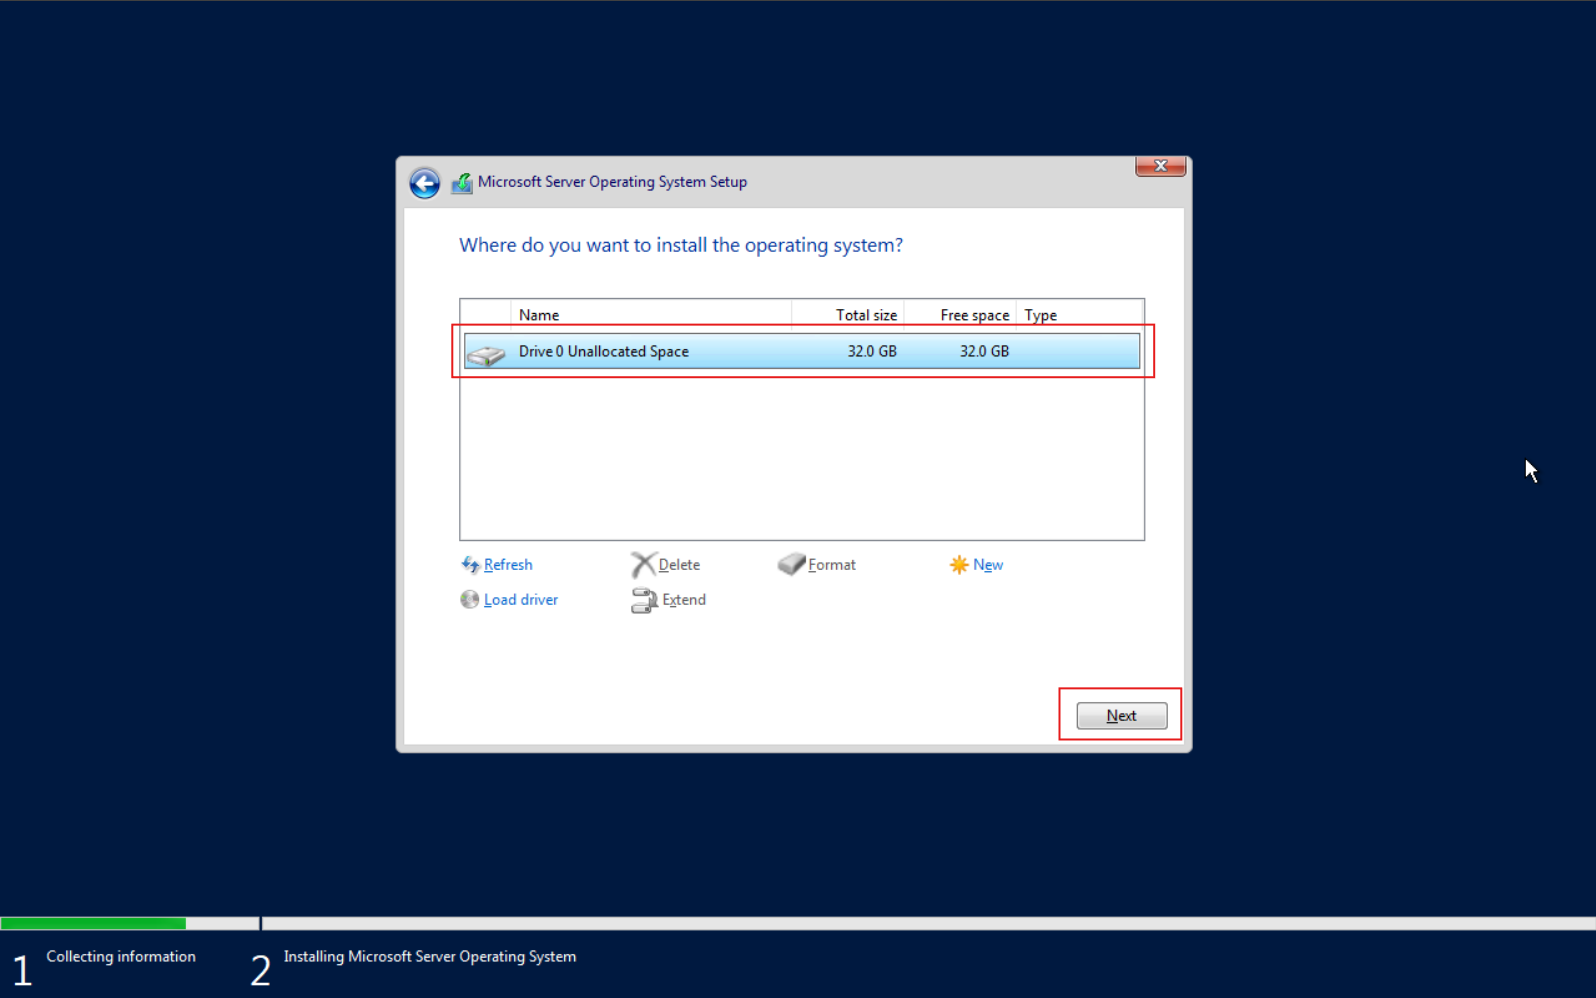 Microsoft Server Operating System Setup
Where do you want to install the operating system?
Name Total size Free space Type
Drive 0 Unallocated Space 32.0 GB 32.0 GB
Refresh Delete Format New
Load driver Extend
Next
1 Collecting information 2 Installing Microsoft Server Operating System